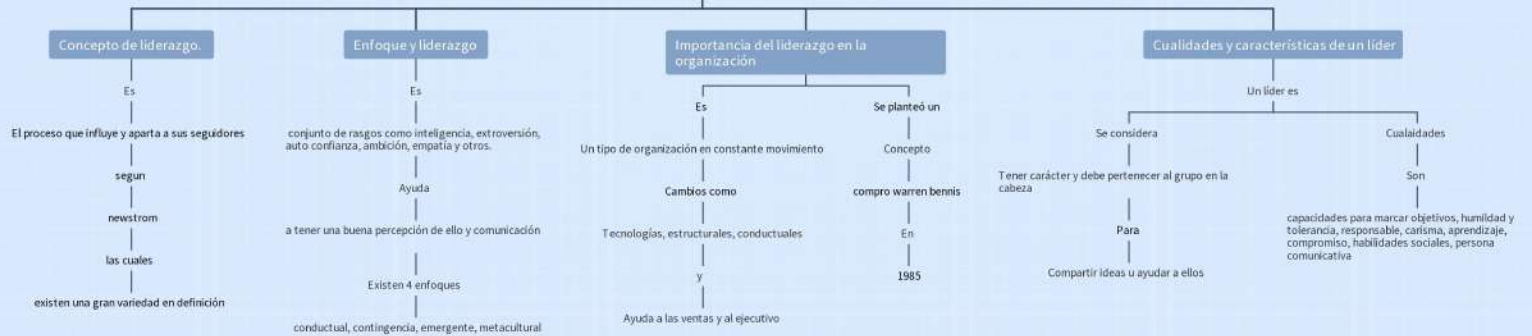 Concepto de liderazgo.
Es
El proceso que influye y aparta a sus seguidores
segun
newstrom
las cuales
existen una gran variedad en definición
Enfoque y liderazgo
Es
conjunto de rasgos como inteligencia, extroversión,
auto confianza, ambición, empatia y otros.
Ayuda
a tener una buena percepción de ello y comunicación
Existen 4 enfoques
conductual, contingencia, emergente, metacultural
Importancia del liderazgo en la
organización
Es
Un tipo de organización en constante movimiento
Cambios como
Tecnologías, estructurales, conductuales
y
Ayuda a las ventas y al ejecutivo
Se planteó un
Concepto
compro warren bennis
En
1985
Cualidades y características de un líder
Un líder es
Se considera
Tener carácter y debe pertenecer al grupo en la
cabeza
Para
Compartir ideas u ayudar a ellos
Cualaidades
Son
capacidades para marcar objetivos, humildad y
tolerancia, responsable, carisma, aprendizaje,
compromiso, habilidades sociales, persona
comunicativa